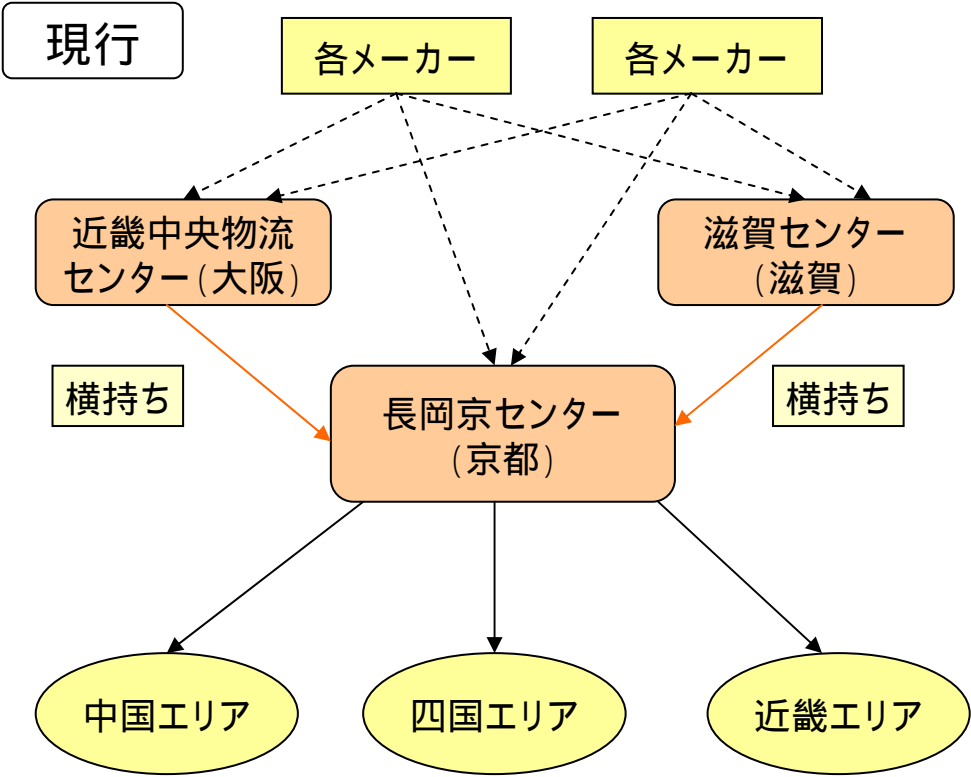 現行
各メーカー
各メーカー
近畿中央物流
センター(大阪)
滋賀センター
(滋賀)
横持ち
横持ち
長岡京センター
(京都)
中国エリア
四国エリア
近畿エリア